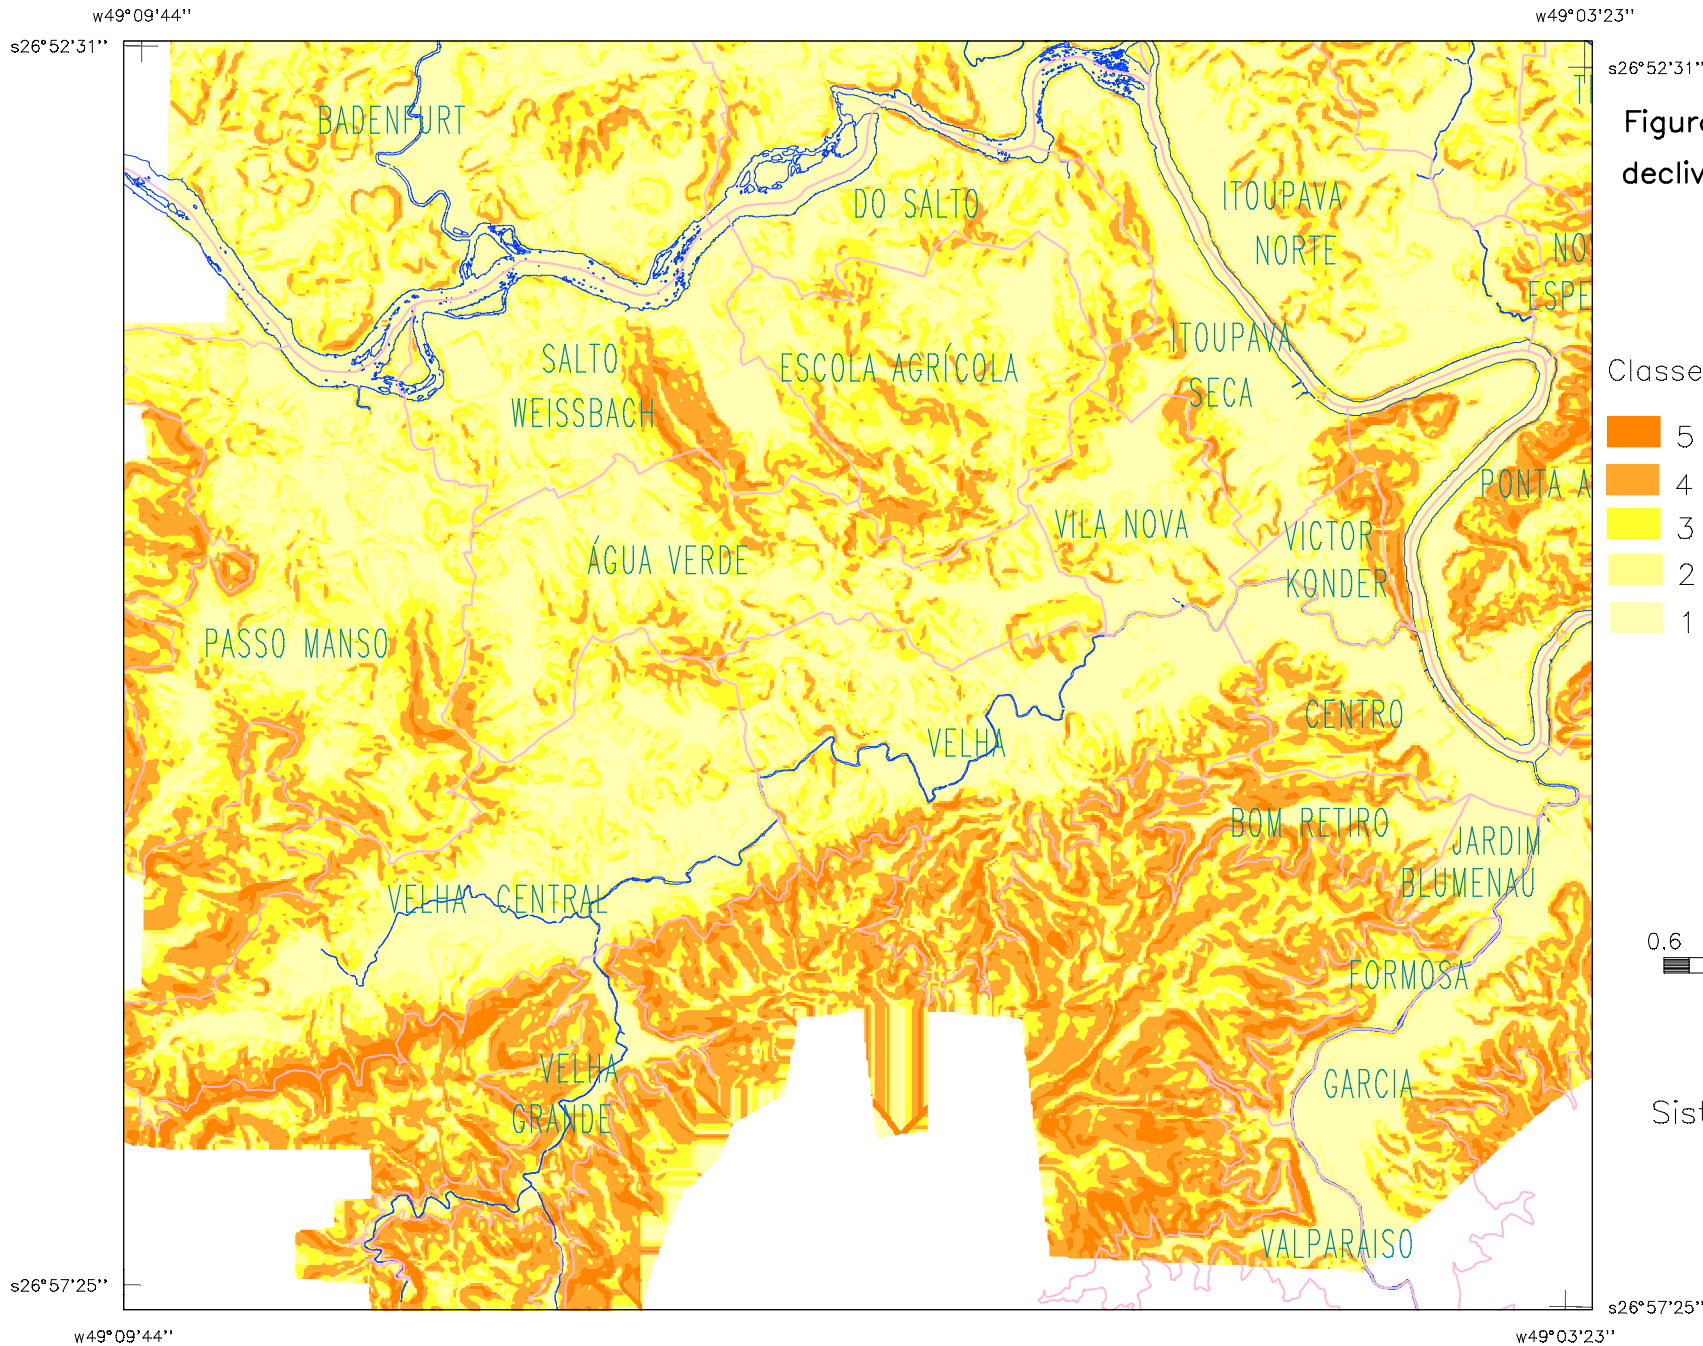 w49°09'44''
w49°03'23''
s26°52'31''
s26°52'31''
BADENFURT
Figur
decliv
DO SALTO
ITOUPAVA
NORTE
NO
ESPE
SALTO
WEISSBACH
ESCOLA AGRÍCOLA
ITOUPAVA
SECA
Classe
5
4
3
2
1
PONTA A
VILA NOVA
VICTOR
KONDER
ÁGUA VERDE
PASSO MANSO
CENTRO
VELHA
BOM RETIRO
JARDIM
BLUMENAU
VELHA CENTRAL
0.6
FORMOSA
VELHA
GRANDE
GARCIA
Sist
VALPARAISO
s26°57'25''
s26°57'25''
w49°09'44''
w49°03'23''